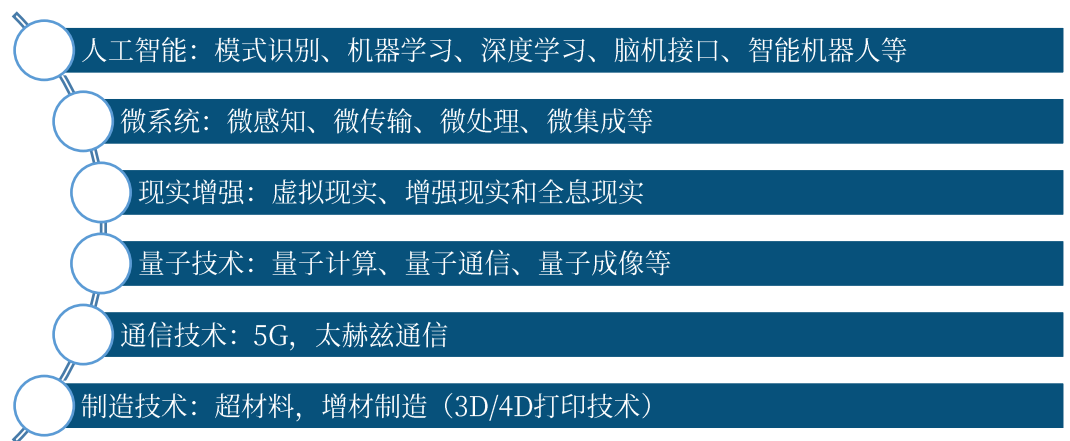 人工智能：模式识别、机器学习、深度学习、脑机接口、智能机器人等
微系统：微感知、微传输、微处理、微集成等
现实增强：虚拟现实、增强现实和全息现实
量子技术：量子计算、量子通信、量子成像等
通信技术：5G，太赫兹通信
制造技术：超材料，增材制造（3D/4D打印技术）